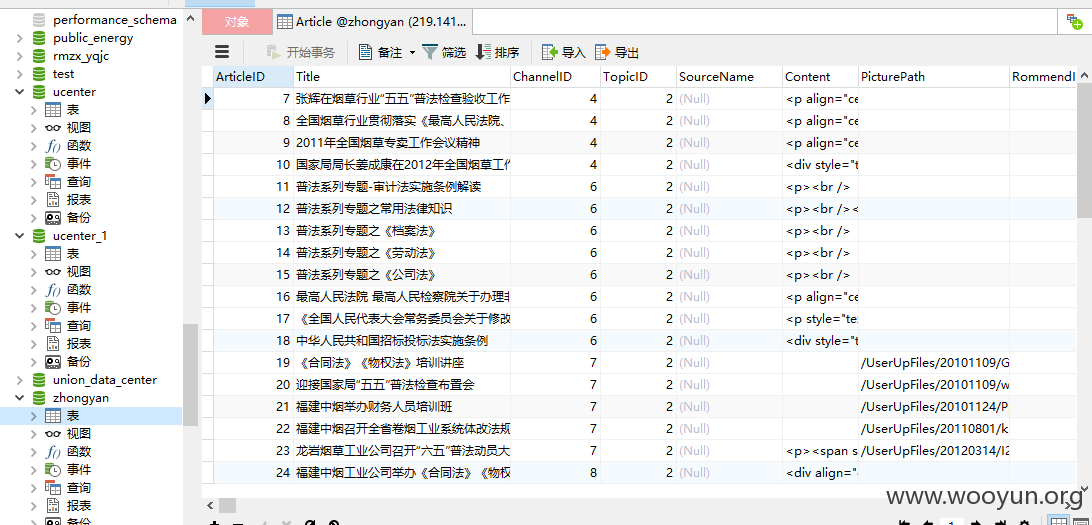 performance_schema
public_energy
rmzx_yqjc
test
ucenter
表
视图
函数
事件
查询
报表
备份
ucenter_1
表
视图
函数
事件
查询
报表
备份
union_data_center
zhongyan
表
视图
函数
事件
查询
报表
备份
对象 Article @zhongyan (219.141...
开始事务 备注 筛选 排序 导入 导出
ArticleID Title ChannelID TopicID SourceName Content PicturePath RommendI
7 张辉在烟草行业“五五”普法检查验收工作 4 2 (Null) <p align="ce
8 全国烟草行业贯彻落实《最高人民法院、 4 2 (Null) <p align="ce
9 2011年全国烟草专卖工作会议精神 4 2 (Null) <p align="ce
10 国家局局长姜成康在2012年全国烟草工作 4 2 (Null) <div style="t
11 普法系列专题-审计法实施条例解读 6 2 (Null) <p><br />
12 普法系列专题之常用法律知识 6 2 (Null) <p><br /><
13 普法系列专题之《档案法》 6 2 (Null) <p><br />
14 普法系列专题之《劳动法》 6 2 (Null) <p><br />
15 普法系列专题之《公司法》 6 2 (Null) <p><br />
16 最高人民法院 最高人民检察院关于办理非 6 2 (Null) <p align="ce
17 《全国人民代表大会常务委员会关于修改 6 2 (Null) <p style="te
18 中华人民共和国招标投标法实施条例 6 2 (Null) <div style="t
19 《合同法》《物权法》培训讲座 7 2 (Null) /UserUpFiles/20101109/G
20 迎接国家局“五五”普法检查布置会 7 2 (Null) /UserUpFiles/20101109/w
21 福建中烟举办财务人员培训班 7 2 (Null) /UserUpFiles/20101124/P
22 福建中烟召开全省卷烟工业系统体改法规 7 2 (Null) /UserUpFiles/20110801/k
23 龙岩烟草工业公司召开“六五”普法动员大 7 2 (Null) <p><span s /UserUpFiles/20120314/I2
24 福建中烟工业公司举办《合同法》《物权 8 2 (Null) <div align="
www.wooyun.org
1